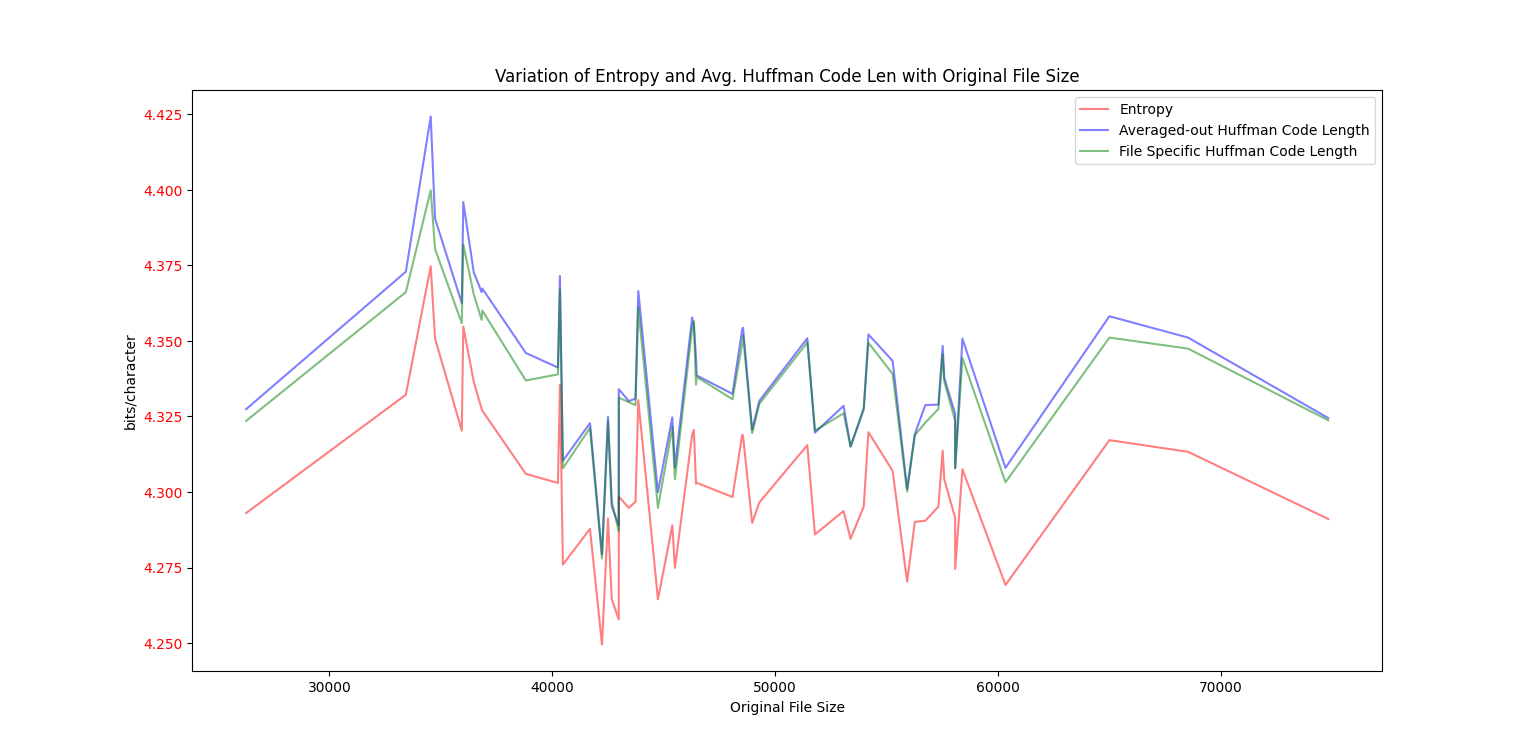 Variation of Entropy and Avg. Huffman Code Len with Original File Size
Entropy
Averaged-out Huffman Code Length
File Specific Huffman Code Length
bits/character
4.425
4.400
4.375
4.350
4.325
4.300
4.275
4.250
30000 40000 50000 60000 70000
Original File Size